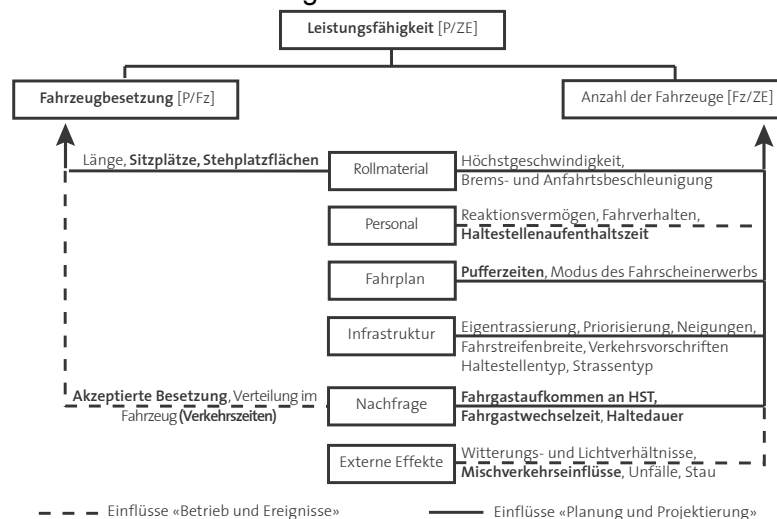 Leistungsfähigkeit [P/ZE]
Fahrzeugbesetzung [P/Fz]
Anzahl der Fahrzeuge [Fz/ZE]
Länge, Sitzplätze, Stehplatzflächen
Rollmaterial
Höchstgeschwindigkeit,
Brems- und Anfahrtsbeschleunigung
Personal
Reaktionsvermögen, Fahrverhalten,
Haltestellenaufenthaltszeit
Fahrplan
Pufferzeiten, Modus des Fahrscheinerwerbs
Infrastruktur
Eigentrassierung, Priorisierung, Neigungen,
Fahrstreifenbreite, Verkehrsvorschriften
Haltestellentyp, Strassentyp
Akzeptierte Besetzung, Verteilung im
Fahrzeug (Verkehrszeiten)
Nachfrage
Fahrgastaufkommen an HST,
Fahrgastwechselzeit, Haltedauer
Externe Effekte
Witterungs- und Lichtverhältnisse,
Mischverkehrseinflüsse, Unfälle, Stau
Einflüsse «Betrieb und Ereignisse»
Einflüsse «Planung und Projektierung»